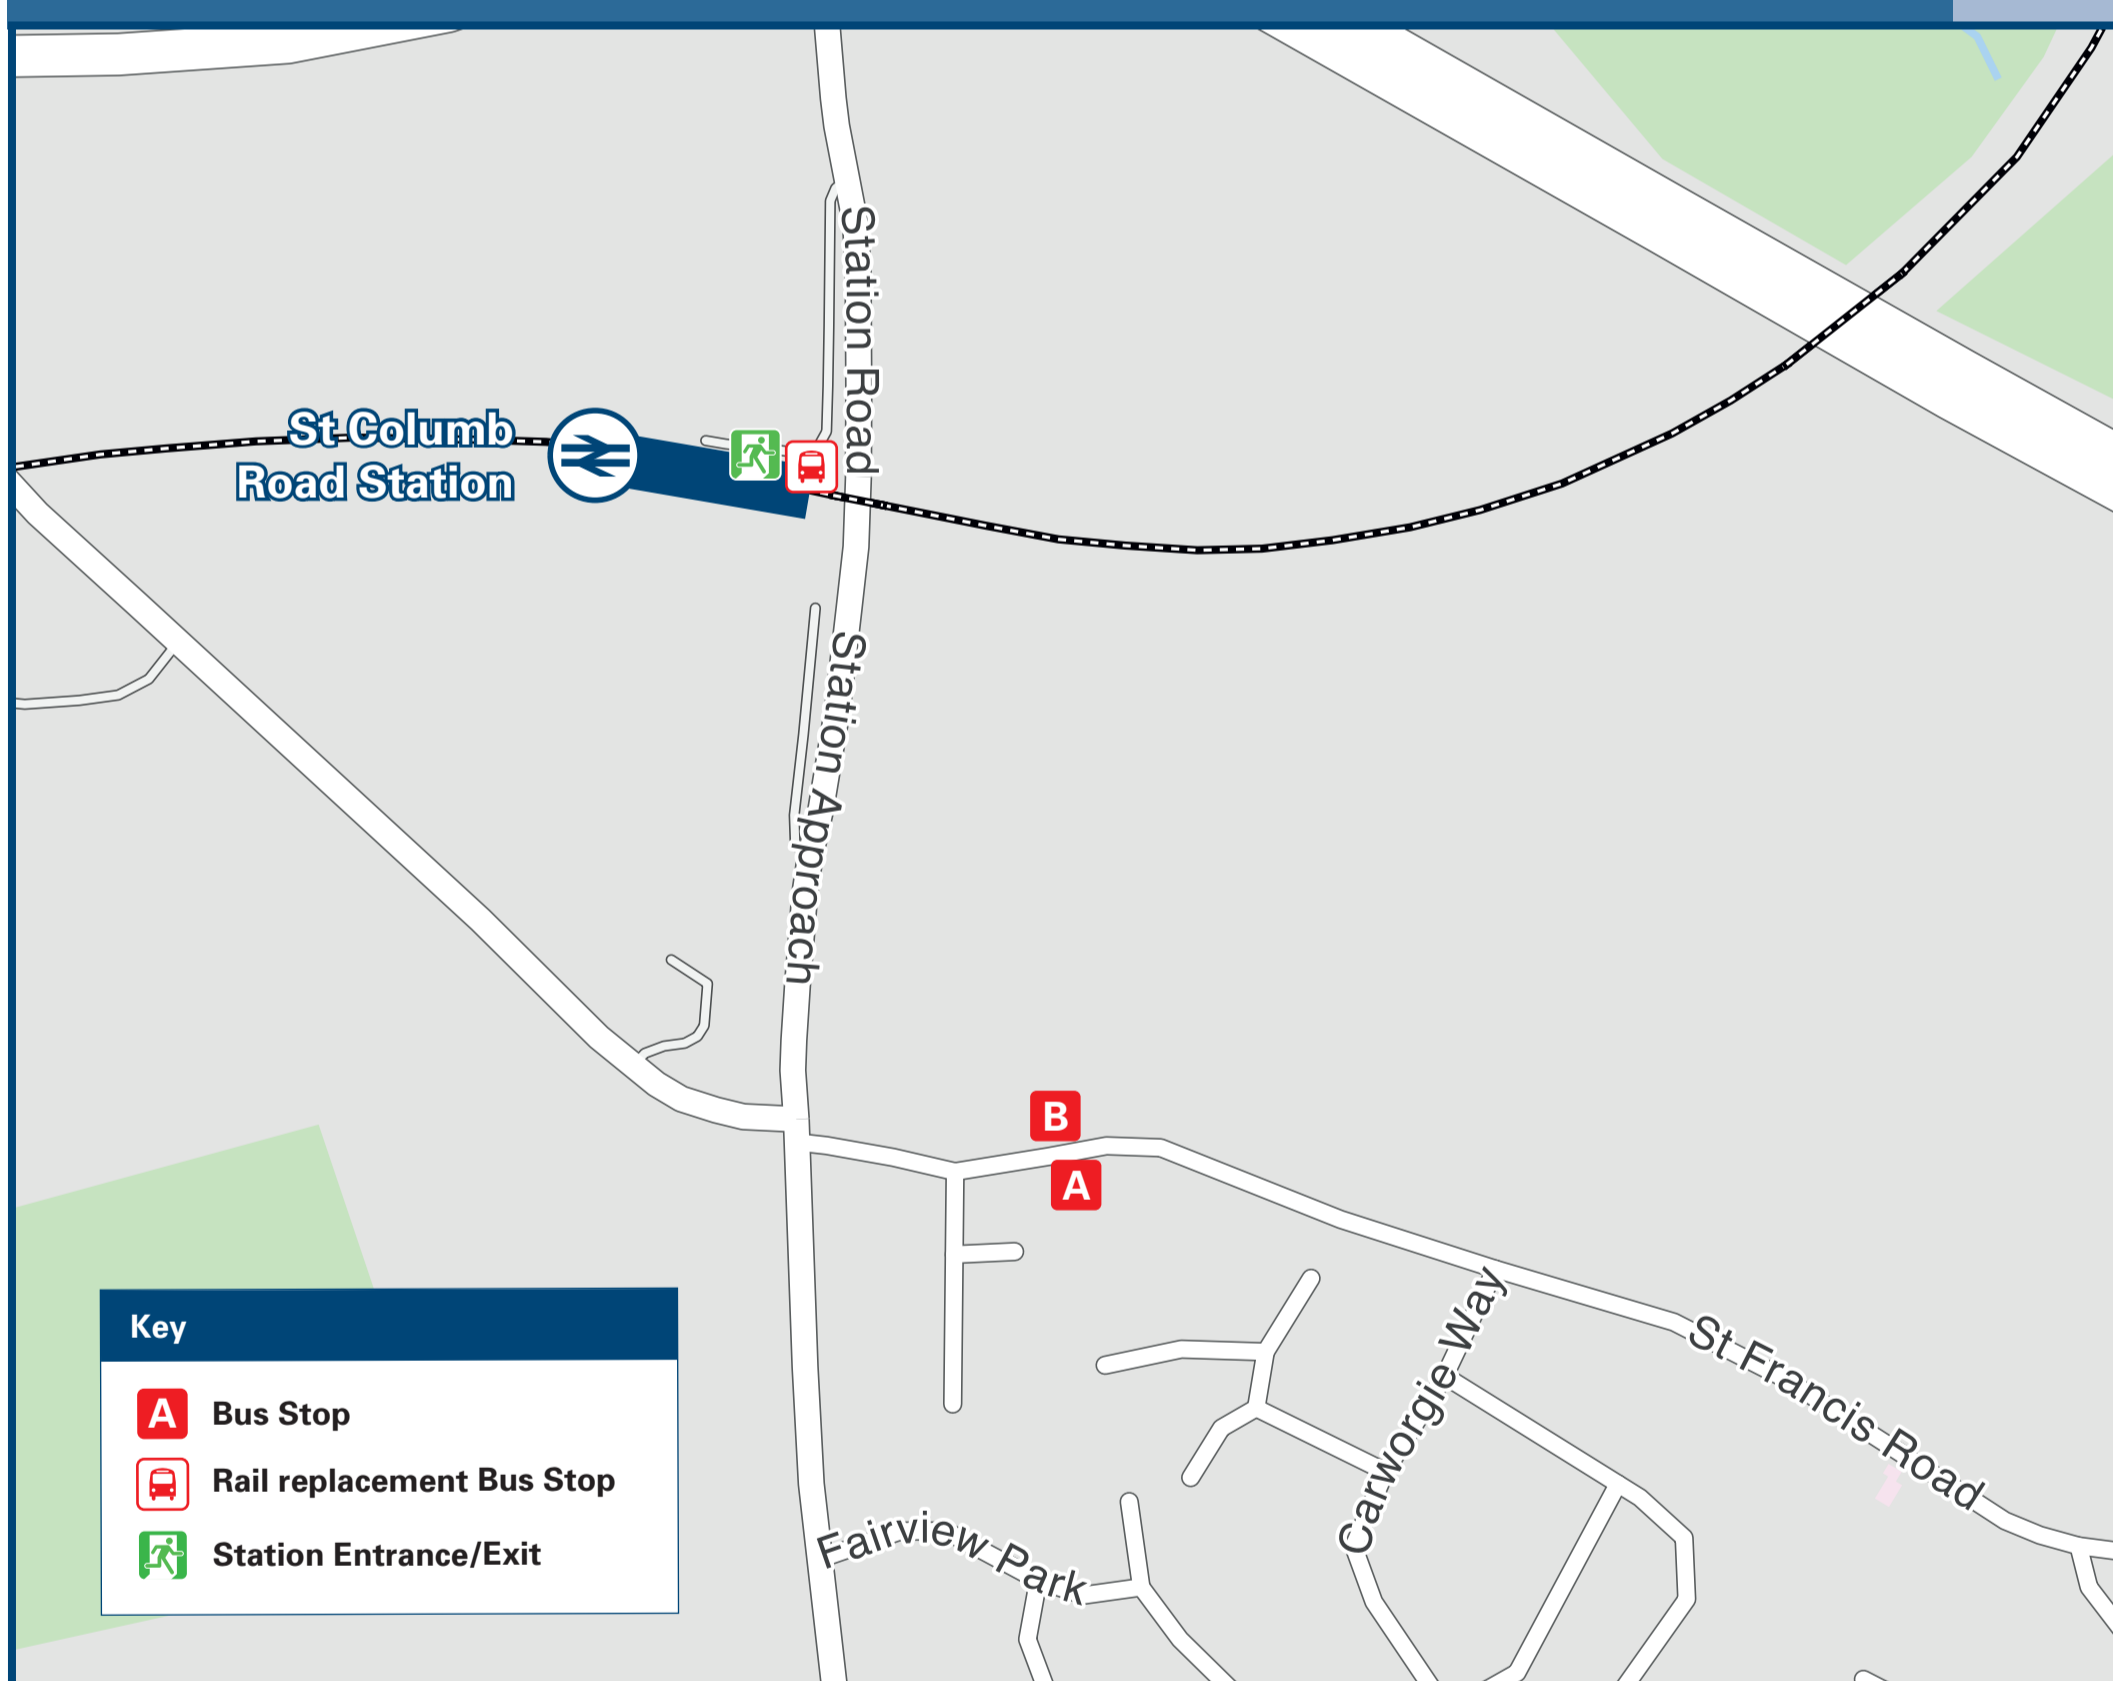 Station Road
St Columb
Road Station
Station Approach
B
A
Carworgie Way
St Francis Road
Fairview Park
Key
A Bus Stop
Rail replacement Bus Stop
Station Entrance/Exit